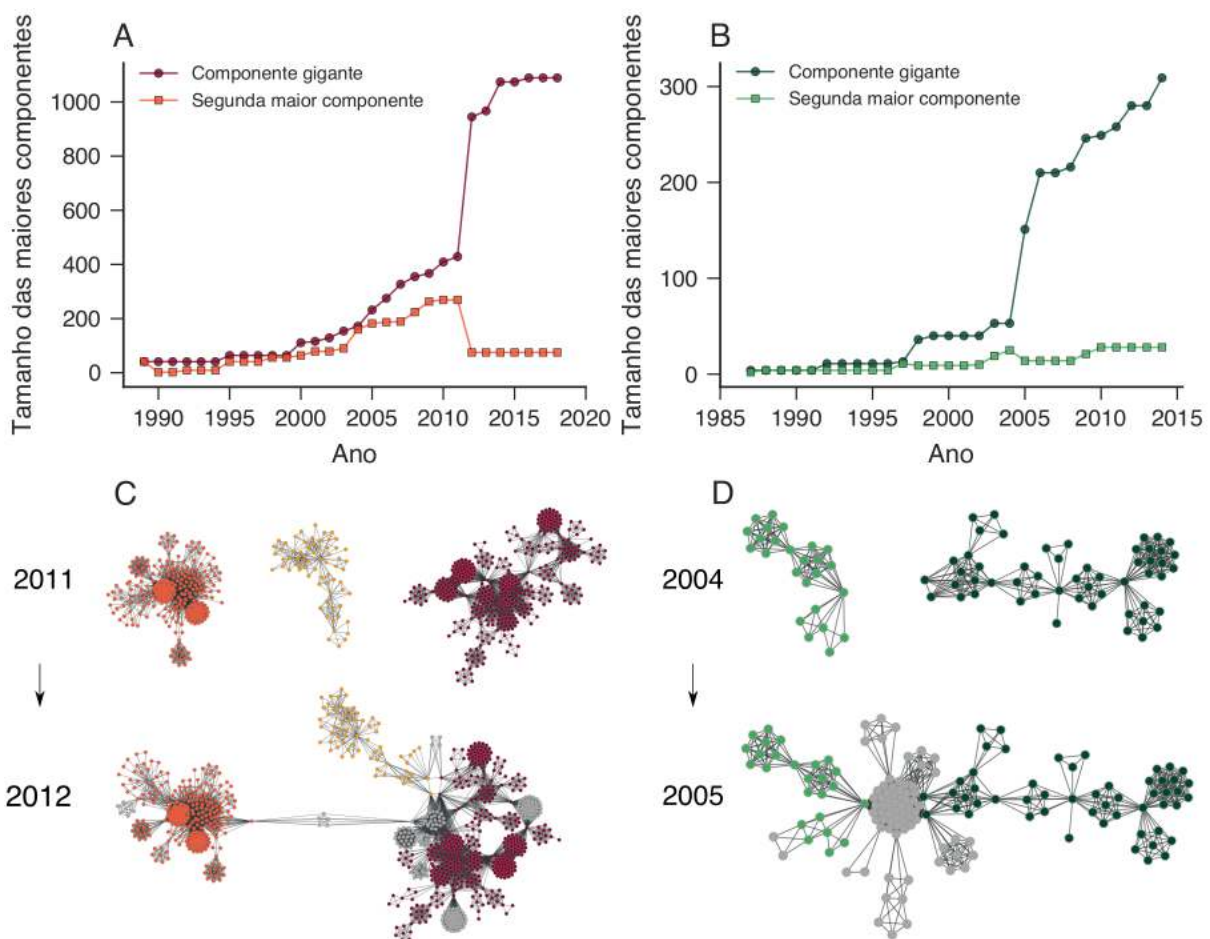 A
Componente gigante
Segunda maior componente
Tamanho das maiores componentes
1000
800
600
400
200
0
1990
1995
2000
2005
2010
2015
2020
Ano
B
Componente gigante
Segunda maior componente
Tamanho das maiores componentes
300
200
100
0
1985
1990
1995
2000
2005
2010
2015
Ano
C
2011
2012
D
2004
2005